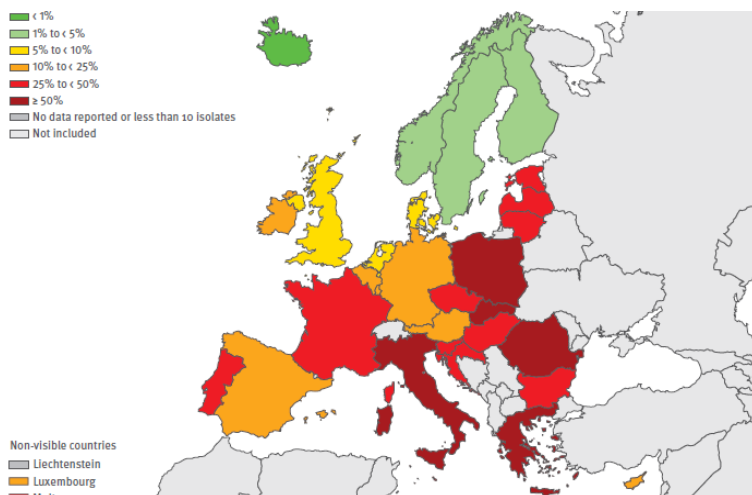 < 1%
1% to < 5%
5% to < 10%
10% to < 25%
25% to < 50%
≥ 50%
No data reported or less than 10 isolates
Not included
Non-visible countries
Liechtenstein
Luxembourg